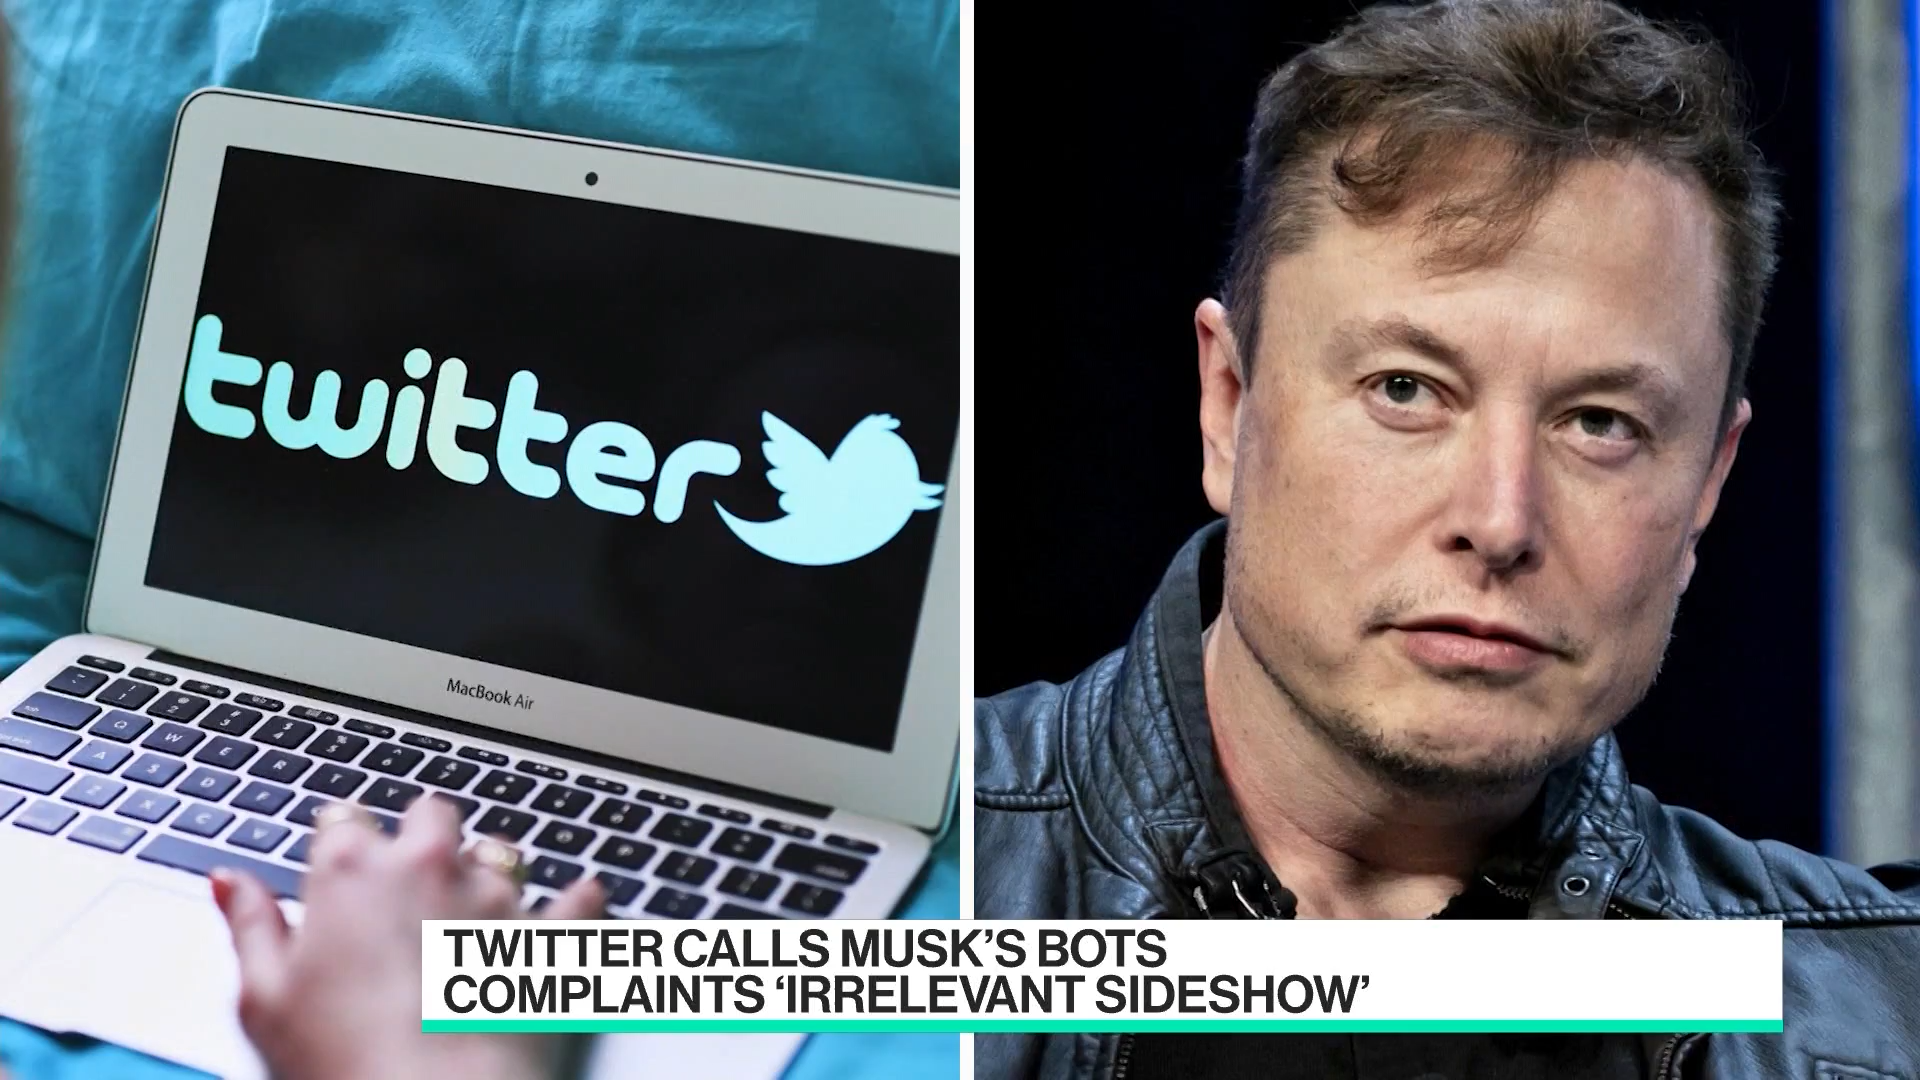 twitter
MacBook Air
TWITTER CALLS MUSK'S BOTS
COMPLAINTS ‘IRRELEVANT SIDESHOW’